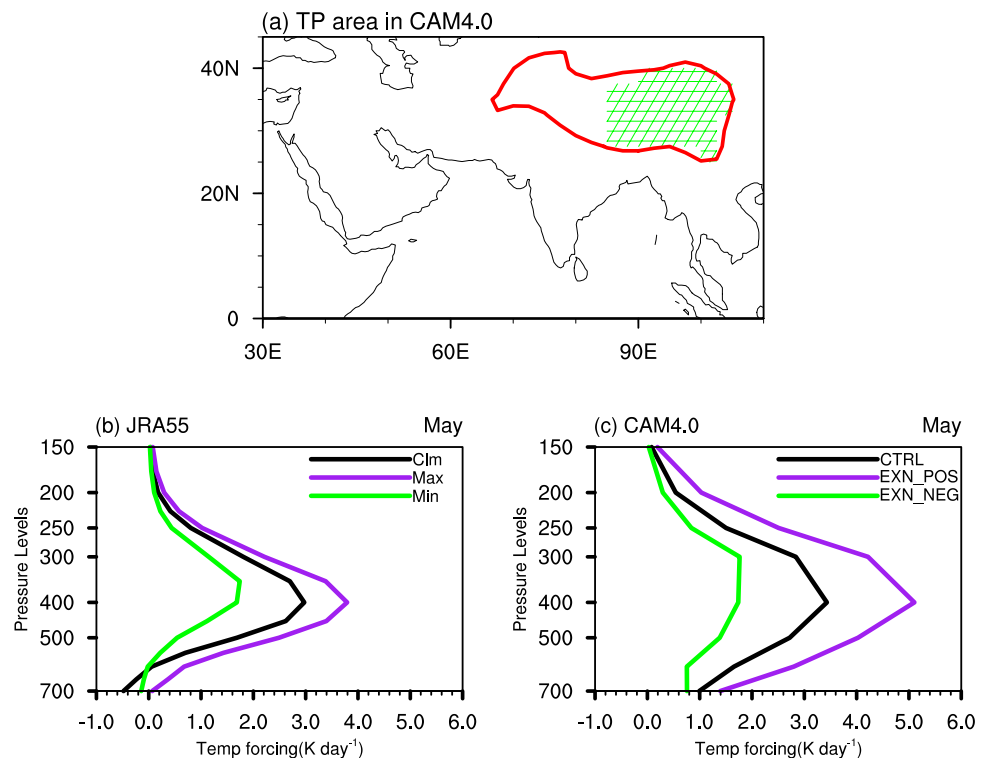 (a) TP area in CAM4.0
40N
20N
0
30E 60E 90E
(b) JRA55 May
Clm
Max
Min
Pressure Levels
150
200
250
300
400
500
700
-1.0 0.0 1.0 2.0 3.0 4.0 5.0 6.0
Temp forcing(K day-1)
(c) CAM4.0 May
CTRL
EXN_POS
EXN_NEG
Pressure Levels
150
200
250
300
400
500
700
-1.0 0.0 1.0 2.0 3.0 4.0 5.0 6.0
Temp forcing(K day-1)